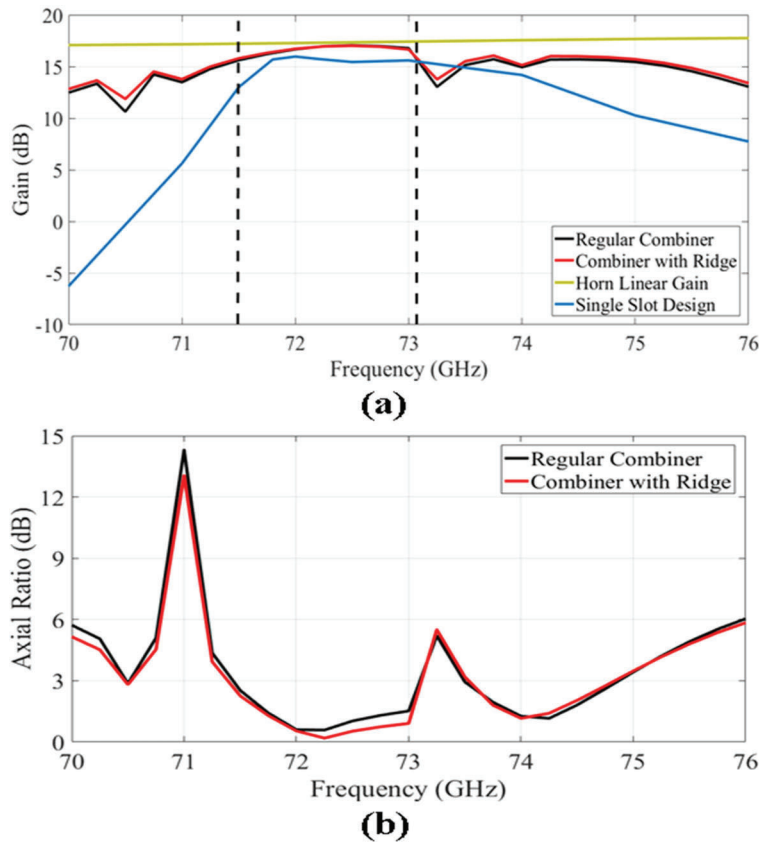 20
15
10
5
0
-5
-10
Gain (dB)
Regular Combiner
Combiner with Ridge
Horn Linear Gain
Single Slot Design
70 71 72 73 74 75 76
Frequency (GHz)
(a)
15
12
9
6
3
0
Axial Ratio (dB)
Regular Combiner
Combiner with Ridge
70 71 72 73 74 75 76
Frequency (GHz)
(b)